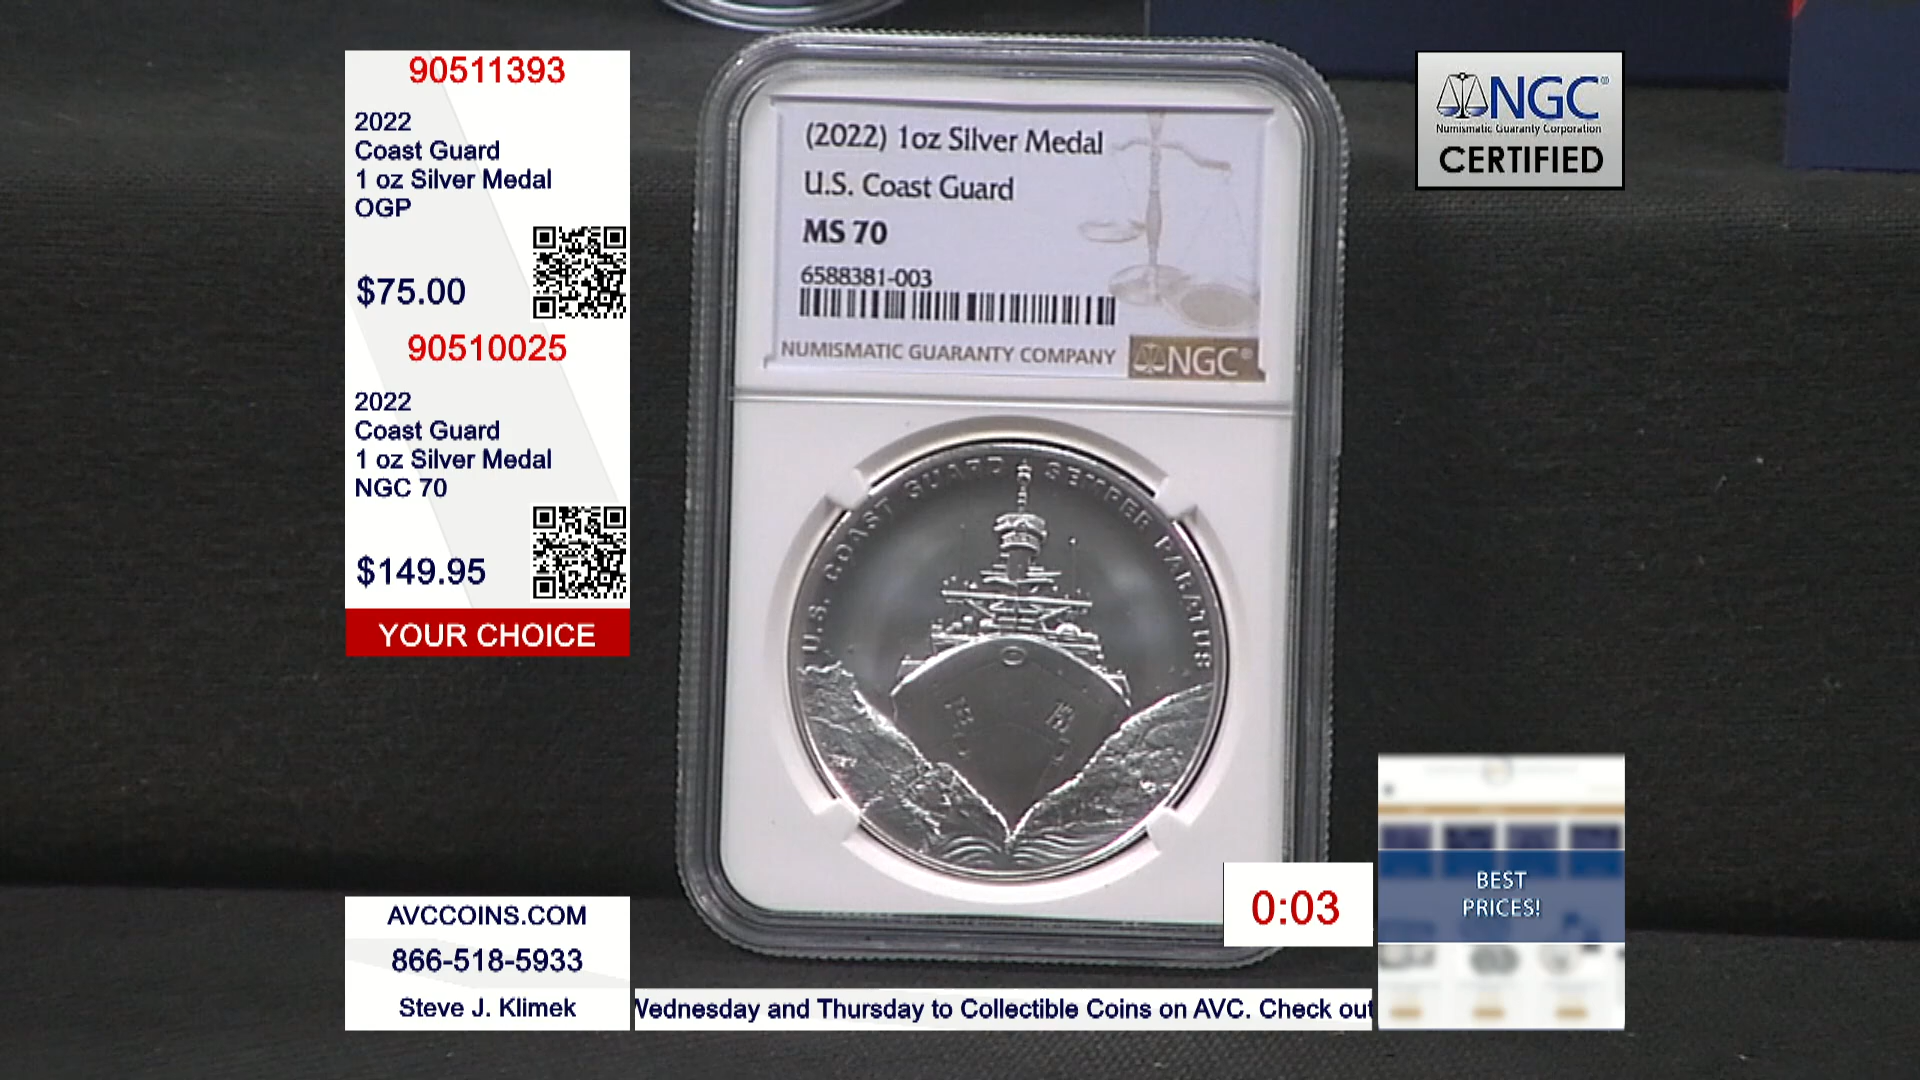 90511393
2022
Coast Guard
1 oz Silver Medal
OGP
$75.00
90510025
2022
Coast Guard
1 oz Silver Medal
NGC 70
$149.95
YOUR CHOICE
AVCCOINS.COM
866-518-5933
Steve J. Klimek
(2022) 1oz Silver Medal
U.S. Coast Guard
MS 70
6588381-003
NUMISMATIC GUARANTY COMPANY
NGC®
U.S. COAST GUARD SEMPER PARATUS
NGC®
Numismatic Guaranty Corporation
CERTIFIED
0:03
BEST
PRICES!
Wednesday and Thursday to Collectible Coins on AVC. Check out